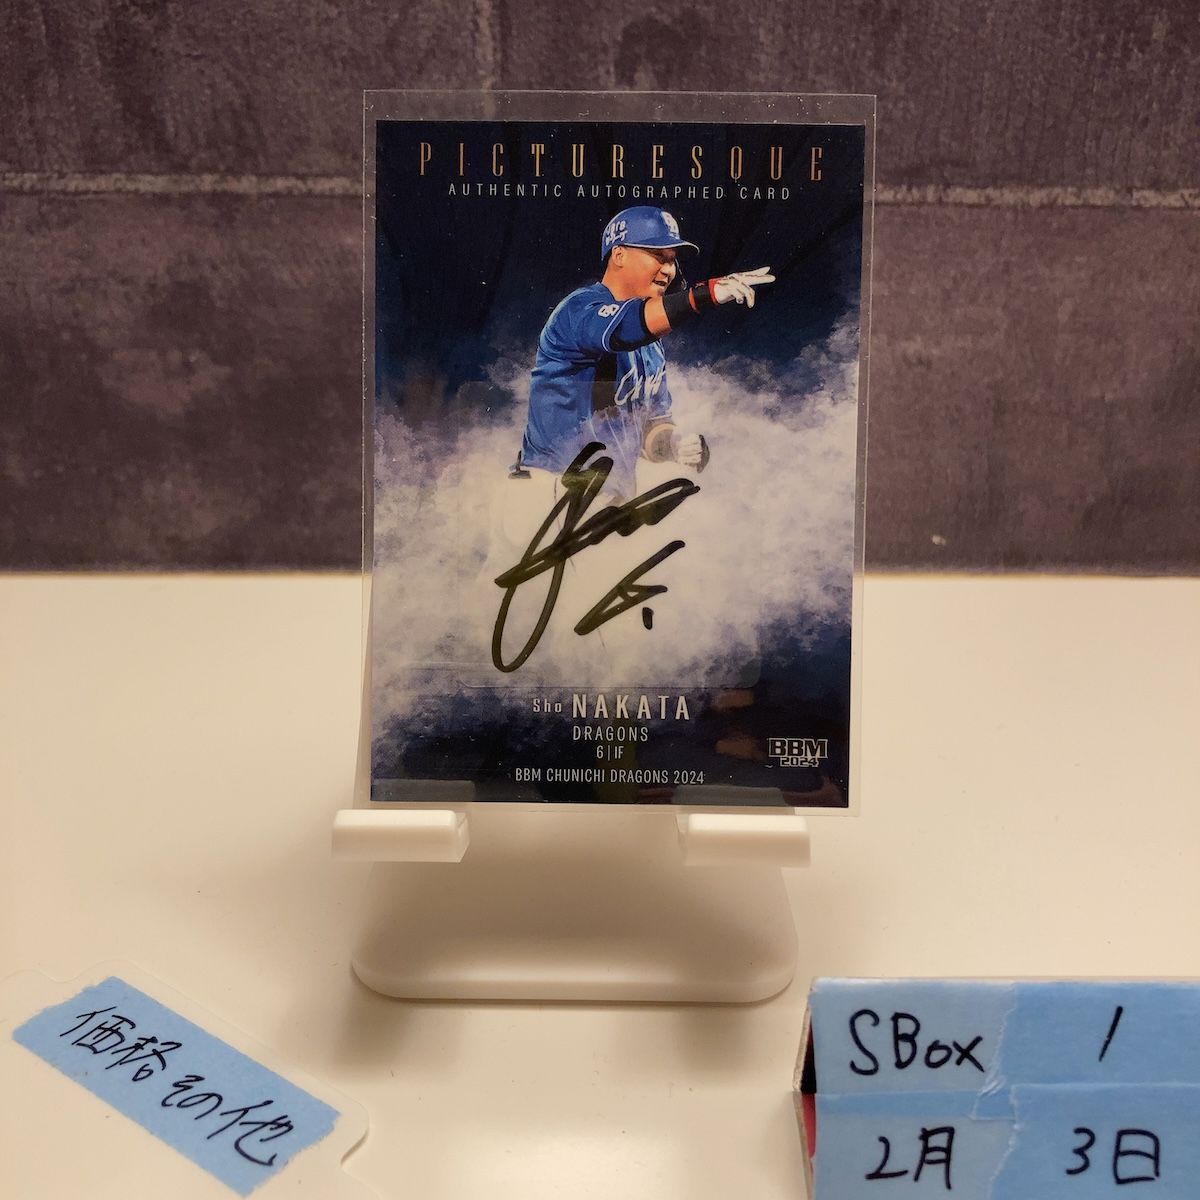 PICTURESQUE
AUTHENTIC AUTOGRAPHED CARD
Sho NAKATA
DRAGONS
6 | IF
BBM CHUNICHI DRAGONS 2024
BBM
2024
価格その他
SBox 1
2月 3日